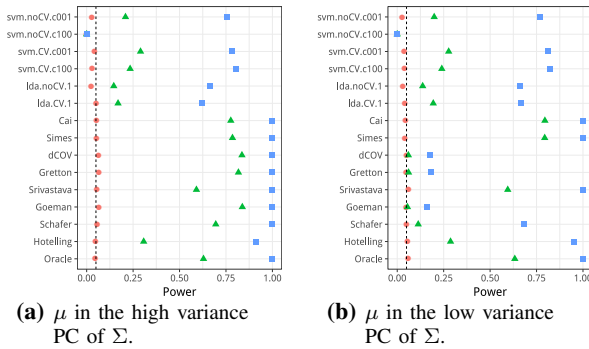 svm.noCV.c001
svm.noCV.c100
svm.CV.c001
svm.CV.c100
lda.noCV.1
lda.CV.1
Cai
Simes
dCOV
Gretton
Srivastava
Goeman
Schafer
Hotelling
Oracle
0.00 0.25 0.50 0.75 1.00
Power
(a) μ in the high variance
PC of Σ.
svm.noCV.c001
svm.noCV.c100
svm.CV.c001
svm.CV.c100
lda.noCV.1
lda.CV.1
Cai
Simes
dCOV
Gretton
Srivastava
Goeman
Schafer
Hotelling
Oracle
0.00 0.25 0.50 0.75 1.00
Power
(b) μ in the low variance
PC of Σ.